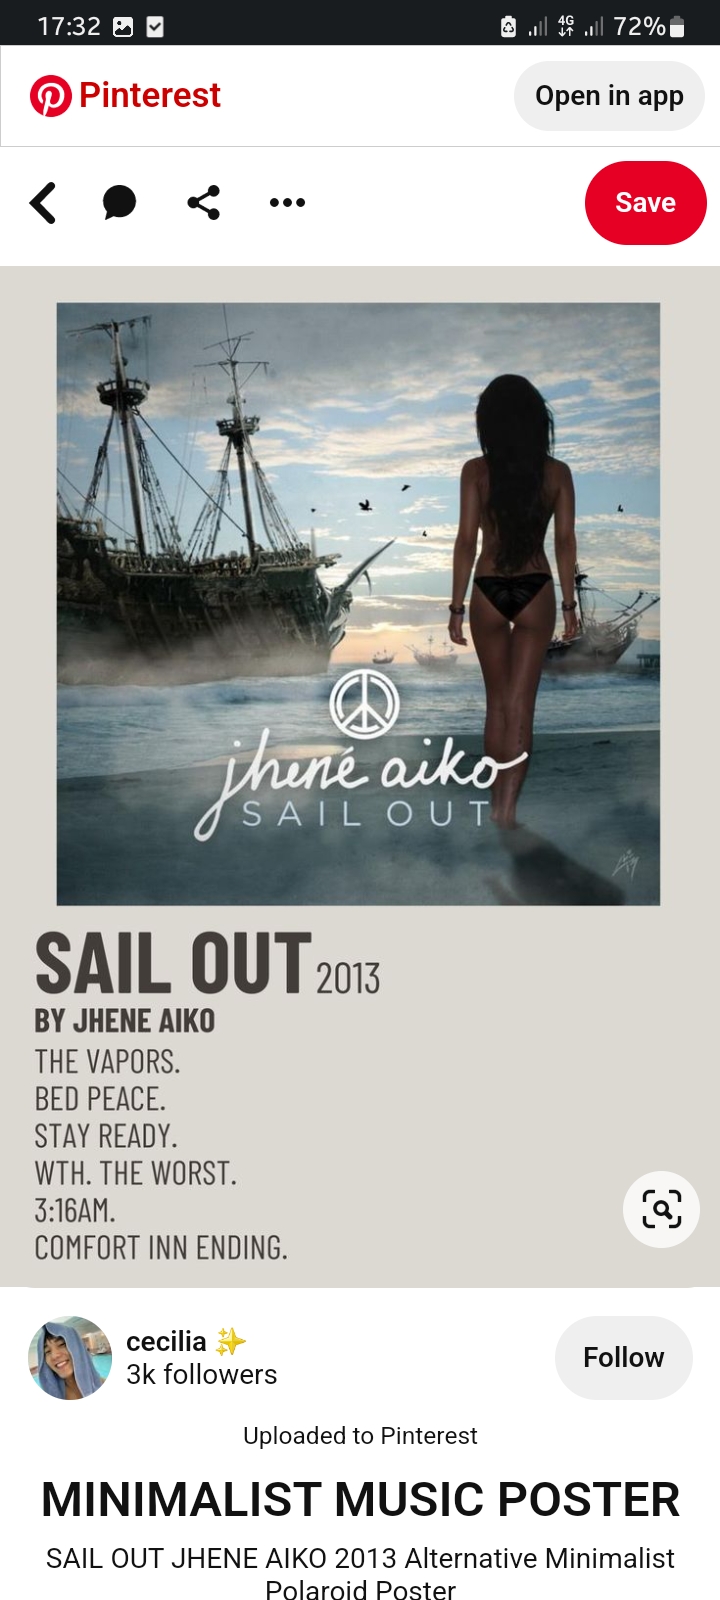 17:32
4G
72%
Pinterest
Open in app
Save
jhené aiko
SAIL OUT
SAIL OUT 2013
BY JHENE AIKO
THE VAPORS.
BED PEACE.
STAY READY.
WTH. THE WORST.
3:16AM.
COMFORT INN ENDING.
cecilia ✨
3k followers
Follow
Uploaded to Pinterest
MINIMALIST MUSIC POSTER
SAIL OUT JHENE AIKO 2013 Alternative Minimalist
Polaroid Poster